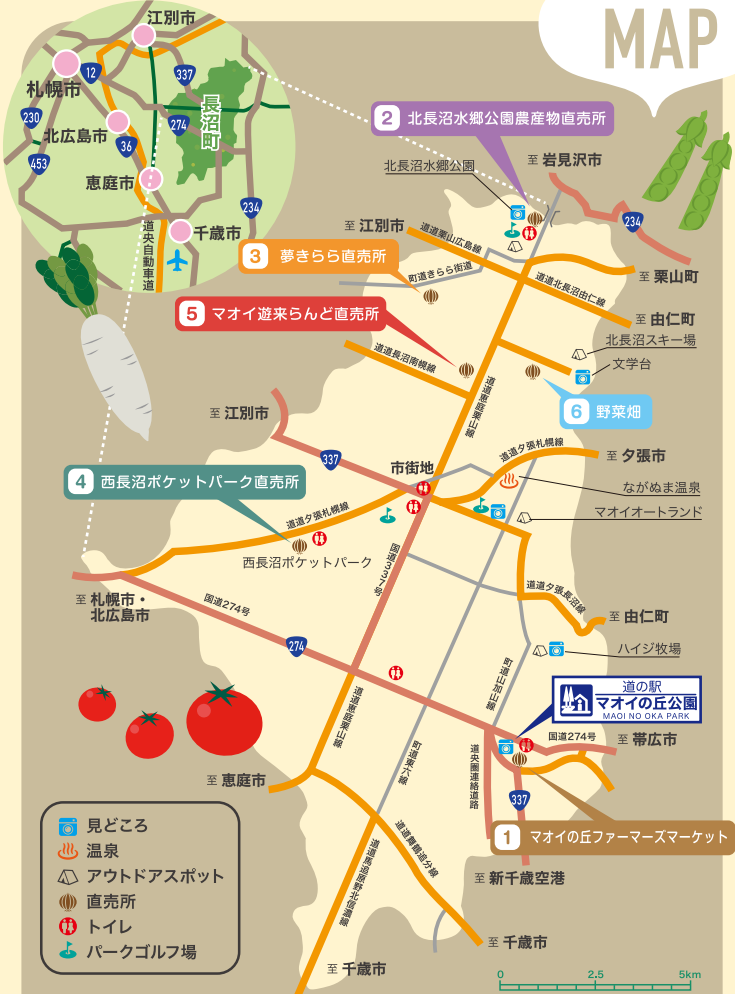 MAP
江別市
札幌市
12
337
230
北広島市
274
長沼町
36
453
恵庭市
234
千歳市
道央自動車道
2 北長沼水郷公園農産物直売所
北長沼水郷公園
至 岩見沢市
234
至 江別市
道道栗山広島線
3 夢きらら直売所
町道きらら街道
至 栗山町
道道北長沼由仁線
5 マオイ遊来らんど直売所
至 由仁町
北長沼スキー場
文学台
道道長沼南幌線
道道恵庭栗山線
6 野菜畑
至 江別市
337
市街地
道道夕張札幌線
至 夕張市
4 西長沼ポケットパーク直売所
ながぬま温泉
マオイオートランド
道道夕張札幌線
西長沼ポケットパーク
国道337号
道道夕張長沼線
至 札幌市・
北広島市
国道274号
至 由仁町
274
ハイジ牧場
町道山加山線
道の駅
マオイの丘公園
MAOI NO OKA PARK
国道274号
至 帯広市
道道恵庭栗山線
町道東六線
道央圏連絡道路
至 恵庭市
337
1 マオイの丘ファーマーズマーケット
道道舞鶴追分線
道道馬追原野北信濃線
至 新千歳空港
至 千歳市
至 千歳市
見どころ
温泉
アウトドアスポット
直売所
トイレ
パークゴルフ場
0 2.5 5km